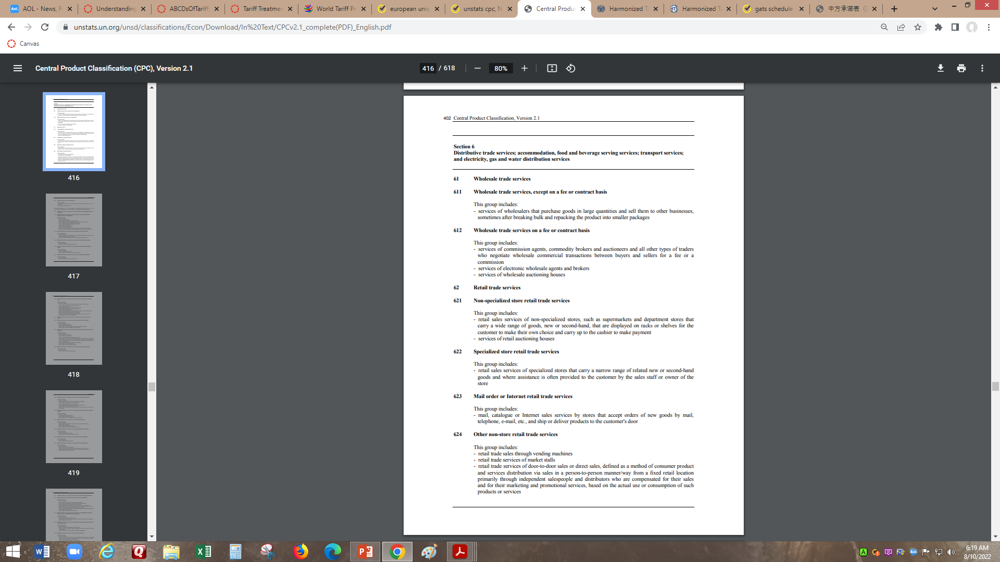 AOL - News, P
Understanding
ABCDsOfTariff
Tariff Treatmen
World Tariff Pr
european unio
unstats cpc, N
Central Produ
Harmonized T
Harmonized T
gats schedule
中方承诺表
unstats.un.org/unsd/classifications/Econ/Download/In%20Text/CPCv2.1_complete(PDF)_English.pdf
Canvas
Central Product Classification (CPC), Version 2.1
416 / 618
80%
416
417
418
419
402 Central Product Classification, Version 2.1
Section 6
Distributive trade services; accommodation, food and beverage serving services; transport services;
and electricity, gas and water distribution services
61 Wholesale trade services
611 Wholesale trade services, except on a fee or contract basis
This group includes:
- services of wholesalers that purchase goods in large quantities and sell them to other businesses,
sometimes after breaking bulk and repacking the product into smaller packages
612 Wholesale trade services on a fee or contract basis
This group includes:
- services of commission agents, commodity brokers and auctioneers and all other types of traders
who negotiate wholesale commercial transactions between buyers and sellers for a fee or a
commission
- services of electronic wholesale agents and brokers
- services of wholesale auctioning houses
62 Retail trade services
621 Non-specialized store retail trade services
This group includes:
- retail sales services of non-specialized stores, such as supermarkets and department stores that
carry a wide range of goods, new or second-hand, that are displayed on racks or shelves for the
customer to make their own choice and carry up to the cashier to make payment
- services of retail auctioning houses
622 Specialized store retail trade services
This group includes:
- retail sales services of specialized stores that carry a narrow range of related new or second-hand
goods and where assistance is often provided to the customer by the sales staff or owner of the
store
623 Mail order or Internet retail trade services
This group includes:
- mail, catalogue or Internet sales services by stores that accept orders of new goods by mail,
telephone, e-mail, etc., and ship or deliver products to the customer's door
624 Other non-store retail trade services
This group includes:
- retail trade sales through vending machines
- retail trade services of market stalls
- retail trade services of door-to-door sales or direct sales, defined as a method of consumer product
and services distribution via sales in a person-to-person manner/way from a fixed retail location
primarily through independent salespeople and distributors who are compensated for their sales
and for their marketing and promotional services, based on the actual use or consumption of such
products or services
6:19 AM
8/10/2022